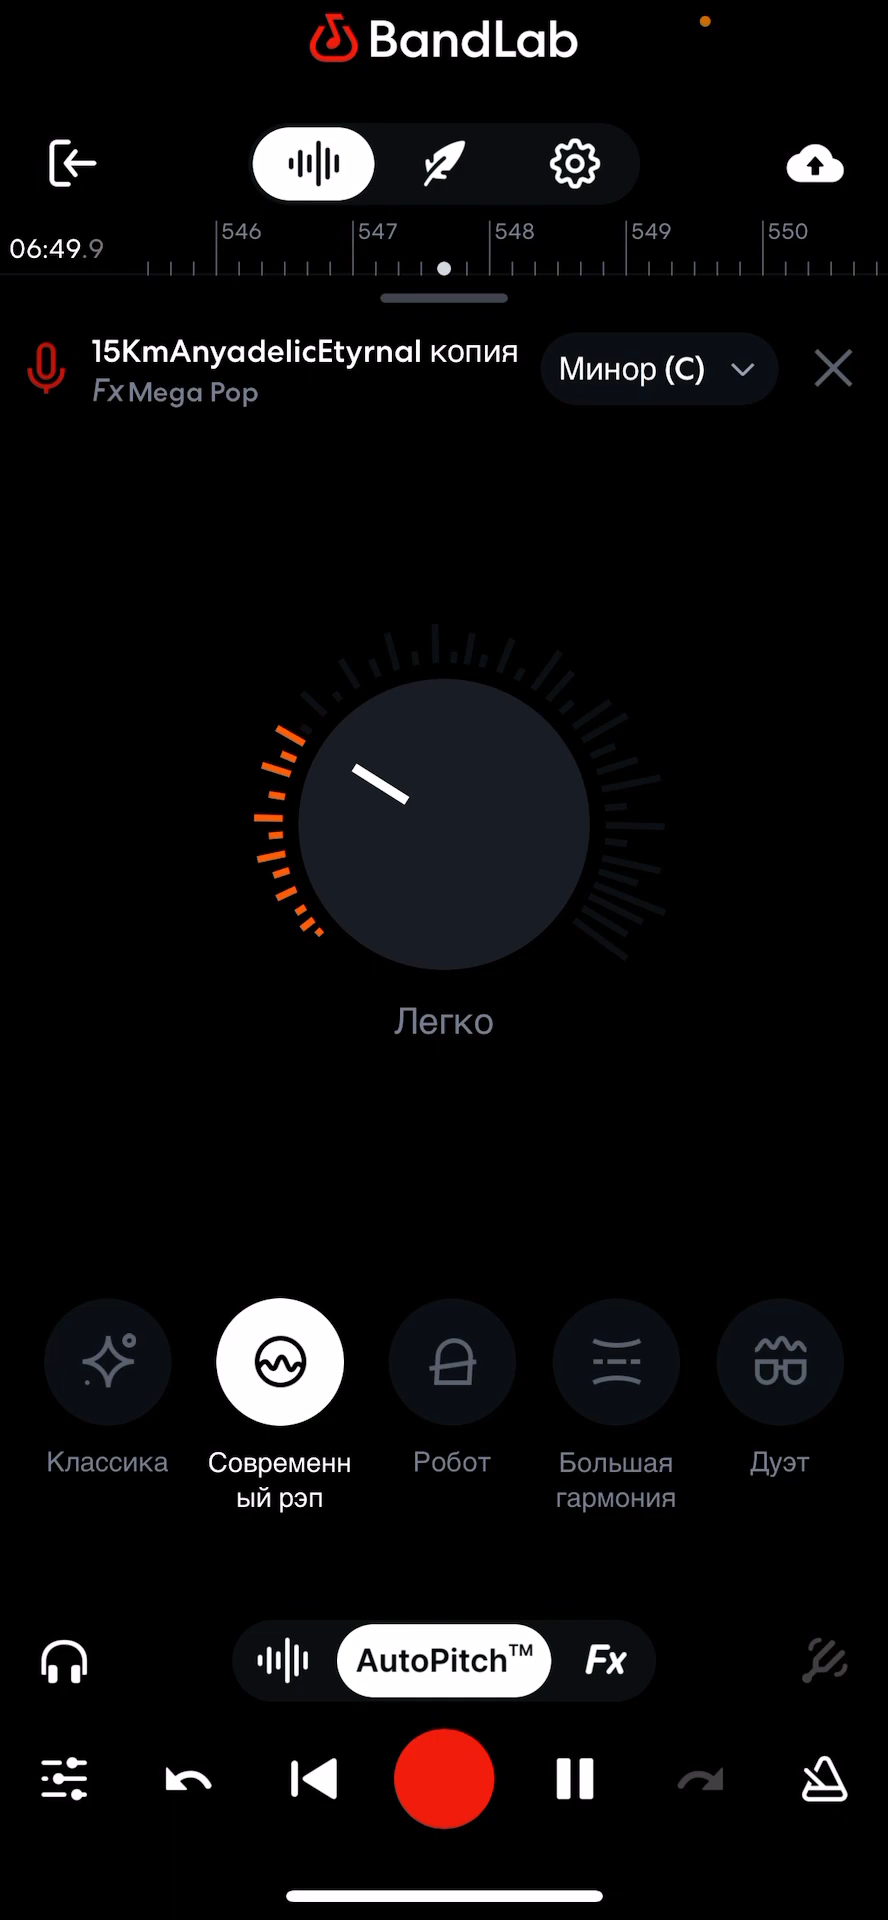 BandLab
546 547 548 549 550
06:49.9
15KmAnyadelicEtyrnal копия
Минор (C)
Fx Mega Pop
Легко
Классика
Современн
ый рэп
Робот
Большая
гармония
Дуэт
AutoPitch™
Fx